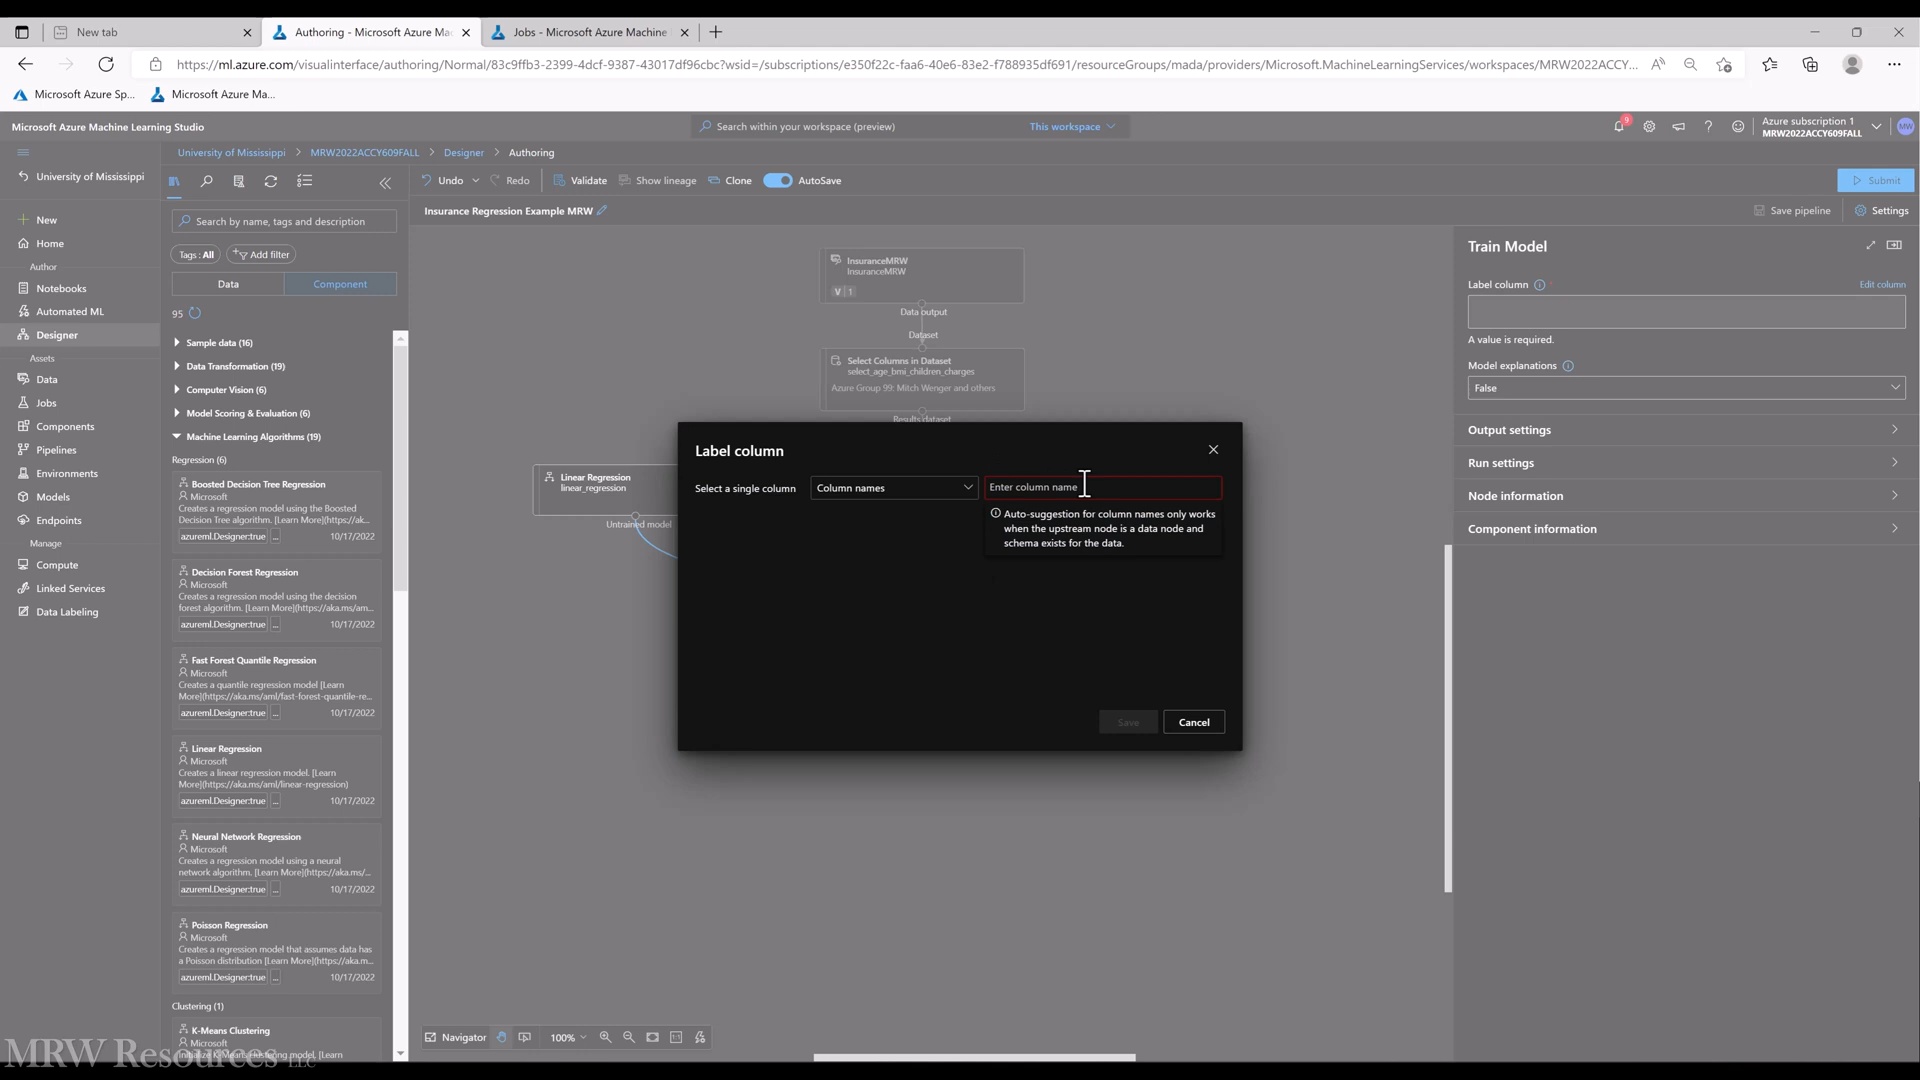 New tab
Authoring - Microsoft Azure Ma
Jobs - Microsoft Azure Machine
https://ml.azure.com/visualinterface/authoring/Normal/83c9ffb3-2399-4dcf-9387-43017df96cbc?wsid=/subscriptions/e350f22c-faa6-40e6-83e2-f788935df691/resourceGroups/mada/providers/Microsoft.MachineLearningServices/workspaces/MRW2022ACCY...
Microsoft Azure Sp...
Microsoft Azure Ma...
Microsoft Azure Machine Learning Studio
Search within your workspace (preview)
This workspace
9
Azure subscription 1
MRW2022ACCY609FALL
MW
University of Mississippi > MRW2022ACCY609FALL > Designer > Authoring
University of Mississippi
New
Home
Author
Notebooks
Automated ML
Designer
Assets
Data
Jobs
Components
Pipelines
Environments
Models
Endpoints
Manage
Compute
Linked Services
Data Labeling
Search by name, tags and description
Tags : All
Add filter
Data
Component
95
Sample data (16)
Data Transformation (19)
Computer Vision (6)
Model Scoring & Evaluation (6)
Machine Learning Algorithms (19)
Regression (6)
Boosted Decision Tree Regression
Microsoft
Creates a regression model using the Boosted
Decision Tree algorithm. [Learn More](https://ak...
azureml.Designer:true ... 10/17/2022
Decision Forest Regression
Microsoft
Creates a regression model using the decision
forest algorithm. [Learn More](https://aka.ms/am...
azureml.Designer:true ... 10/17/2022
Fast Forest Quantile Regression
Microsoft
Creates a quantile regression model [Learn
More](https://aka.ms/aml/fast-forest-quantile-re...
azureml.Designer:true ... 10/17/2022
Linear Regression
Microsoft
Creates a linear regression model. [Learn
More](https://aka.ms/aml/linear-regression)
azureml.Designer:true ... 10/17/2022
Neural Network Regression
Microsoft
Creates a regression model using a neural
network algorithm. [Learn More](https://aka.ms/...
azureml.Designer:true ... 10/17/2022
Poisson Regression
Microsoft
Creates a regression model that assumes data has
a Poisson distribution [Learn More](https://aka.m...
azureml.Designer:true ... 10/17/2022
Clustering (1)
K-Means Clustering
Microsoft
Initialize K-Means clustering model, [Learn
MRW Resources LLC
Undo
Redo
Validate
Show lineage
Clone
AutoSave
Submit
Insurance Regression Example MRW
Save pipeline
Settings
InsuranceMRW
InsuranceMRW
V 1
Data output
Dataset
Select Columns in Dataset
select_age_bmi_children_charges
Azure Group 99: Mitch Wenger and others
Results dataset
Linear Regression
linear_regression
Untrained model
Label column
Select a single column
Column names
Enter column name
Auto-suggestion for column names only works
when the upstream node is a data node and
schema exists for the data.
Save
Cancel
Train Model
Label column
Edit column
A value is required.
Model explanations
False
Output settings
Run settings
Node information
Component information
Navigator
100%
1:1